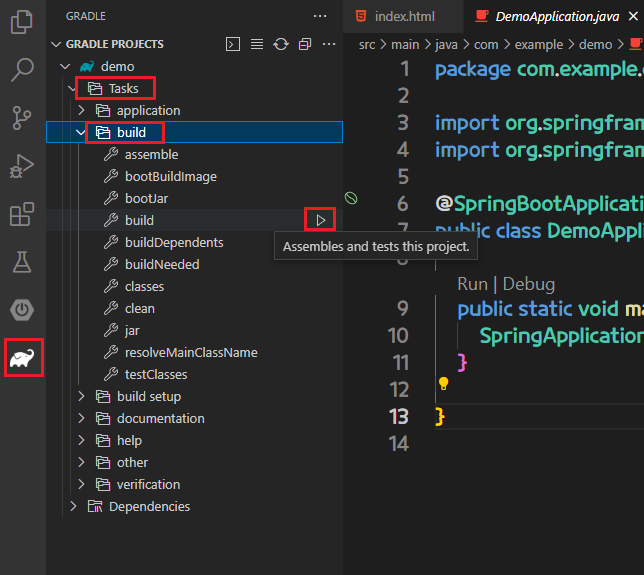 GRADLE
GRADLE PROJECTS
demo
Tasks
application
build
assemble
bootBuildImage
bootJar
build
buildDependents
buildNeeded
classes
clean
jar
resolveMainClassName
testClasses
build setup
documentation
help
other
verification
Dependencies
Assembles and tests this project.
index.html
DemoApplication.java
src > main > java > com > example > demo >
1 package com.example.
2
3 import org.springfram
4 import org.springfram
5
6 @SpringBootApplicati
7 public class DemoAppl
8
Run | Debug
9 public static void ma
10 SpringApplication
11 }
12
13 }
14